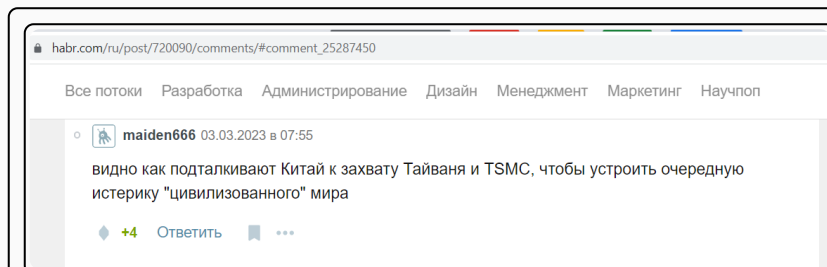 habr.com/ru/post/720090/comments/#comment_25287450
Все потоки Разработка Администрирование Дизайн Менеджмент Маркетинг Научпоп
maiden666 03.03.2023 в 07:55
видно как подталкивают Китай к захвату Тайваня и TSMC, чтобы устроить очередную
истерику "цивилизованного" мира
+4 Ответить